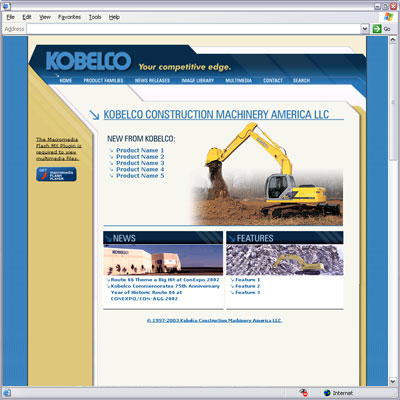 File Edit View Favorites Tools Help
Address
Go
KOBELCO Your competitive edge.
HOME PRODUCT FAMILIES NEWS RELEASES IMAGE LIBRARY MULTIMEDIA CONTACT SEARCH
KOBELCO CONSTRUCTION MACHINERY AMERICA LLC
The Macromedia
Flash MX Plugin is
required to view
multimedia files.
GET macromedia
FLASH
PLAYER
NEW FROM KOBELCO:
Product Name 1
Product Name 2
Product Name 3
Product Name 4
Product Name 5
NEWS
KOBELCO
Route 66 Theme a Big Hit at ConExpo 2002
Kobelco Commemorates 75th Anniversary
Year of Historic Route 66 at
CONEXPO/CON-AGG 2002
FEATURES
Feature 1
Feature 2
Feature 3
© 1997-2003 Kobelco Construction Machinery America LLC.
Internet